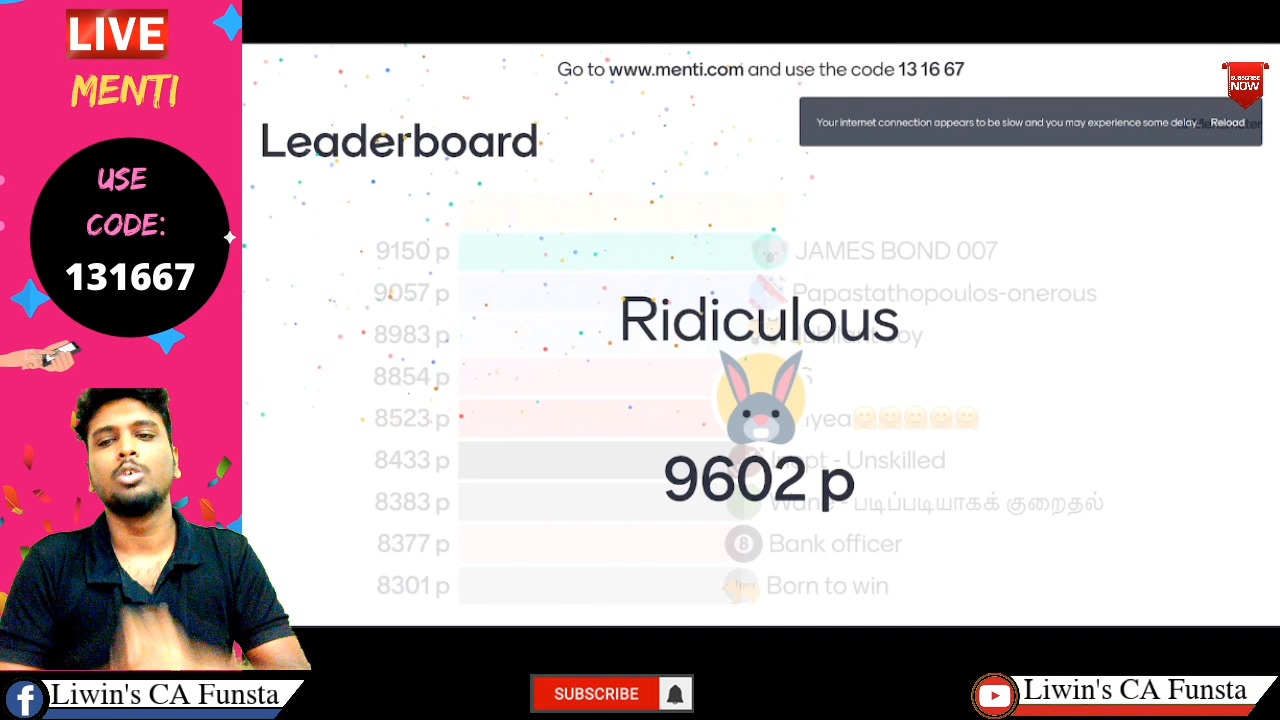 LIVE
MENTI
USE
CODE:
131667
Go to www.menti.com and use the code 13 16 67
SUBSCRIBE
NOW
Your internet connection appears to be slow and you may experience some delay. Reload
Leaderboard
9150 p JAMES BOND 007
9057 p Papastathopoulos-onerous
Ridiculous
8983 p
8854 p
8523 p 🤗🤗🤗🤗🤗
8433 p Inept - Unskilled
9602 p
8383 p Wane - படிப்படியாகக் குறைதல்
8377 p 8 Bank officer
8301 p Born to win
Liwin's CA Funsta
SUBSCRIBE
Liwin's CA Funsta